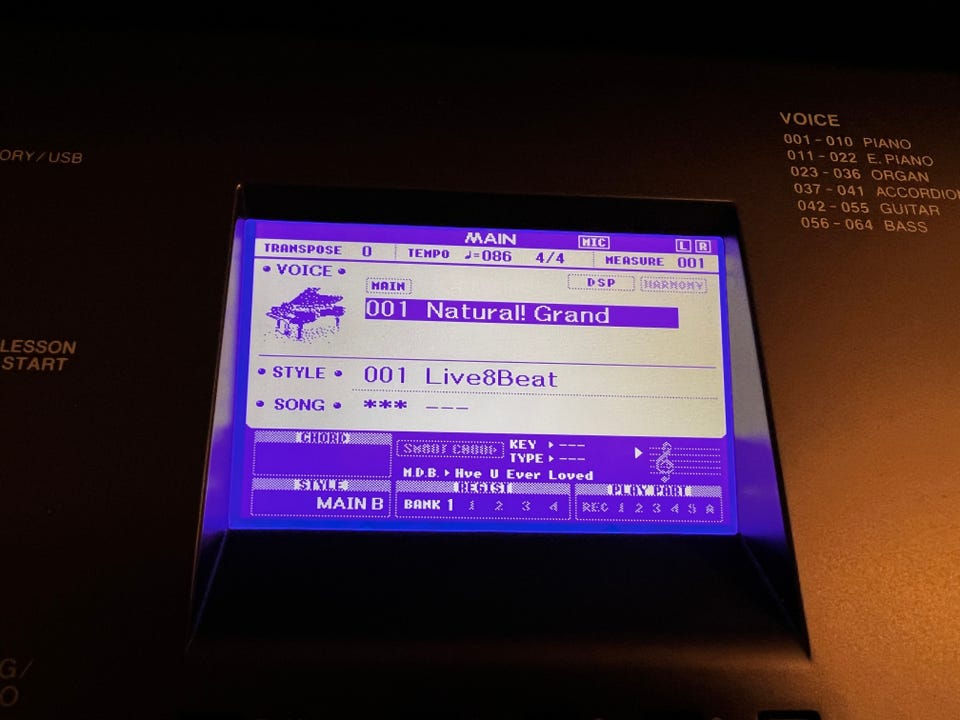 ORY/USB
LESSON
START
G/
O
VOICE
001-010 PIANO
011-022 E.PIANO
023-036 ORGAN
037-041 ACCORDION
042-055 GUITAR
056-064 BASS
MAIN MIC L R
TRANSPOSE 0 TEMPO ♩=086 4/4 MEASURE 001
• VOICE •
MAIN DSP HARMONY
001 Natural! Grand
• STYLE • 001 Live8Beat
• SONG • *** ---
CHORD
SMART CHORD KEY ▸ ---
TYPE ▸ ---
M.D.B. ▸ Hve U Ever Loved
STYLE REGIST PLAY PART
MAIN B BANK 1 1 2 3 4 REC 1 2 3 4 5 A